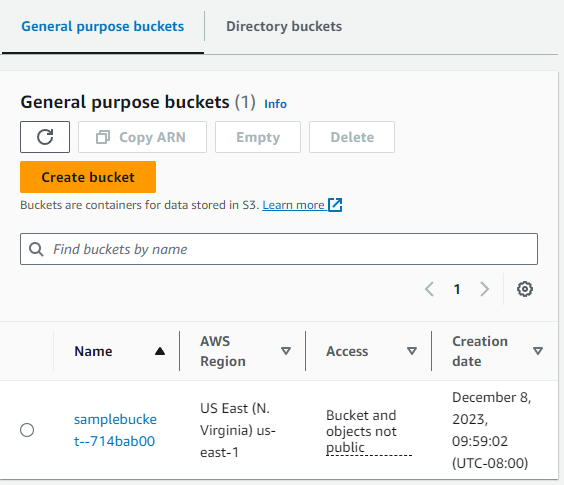 General purpose buckets Directory buckets
General purpose buckets (1) Info
Copy ARN Empty Delete
Create bucket
Buckets are containers for data stored in S3. Learn more
Find buckets by name
1
Name AWS Region Access Creation date
samplebucket--714bab00 US East (N. Virginia) us-east-1 Bucket and objects not public December 8, 2023, 09:59:02 (UTC-08:00)